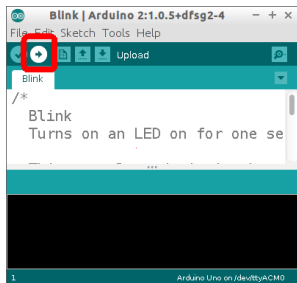 Blink | Arduino 2:1.0.5+dfsg2-4
File Edit Sketch Tools Help
Upload
Blink
/*
Blink
Turns on an LED on for one se
1
Arduino Uno on /dev/ttyACM0